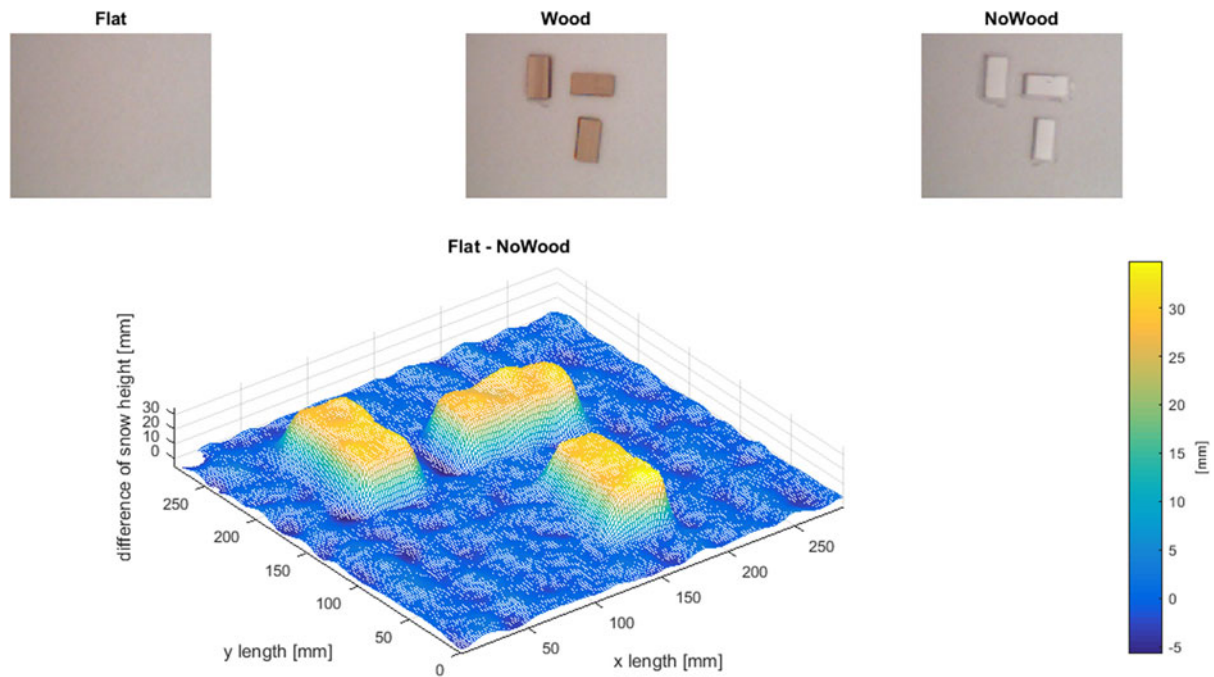 Flat
Wood
NoWood
Flat - NoWood
difference of snow height [mm]
30
20
10
0
250
200
150
100
50
0
y length [mm]
50
100
150
200
250
x length [mm]
30
25
20
15
10
5
0
-5
[mm]